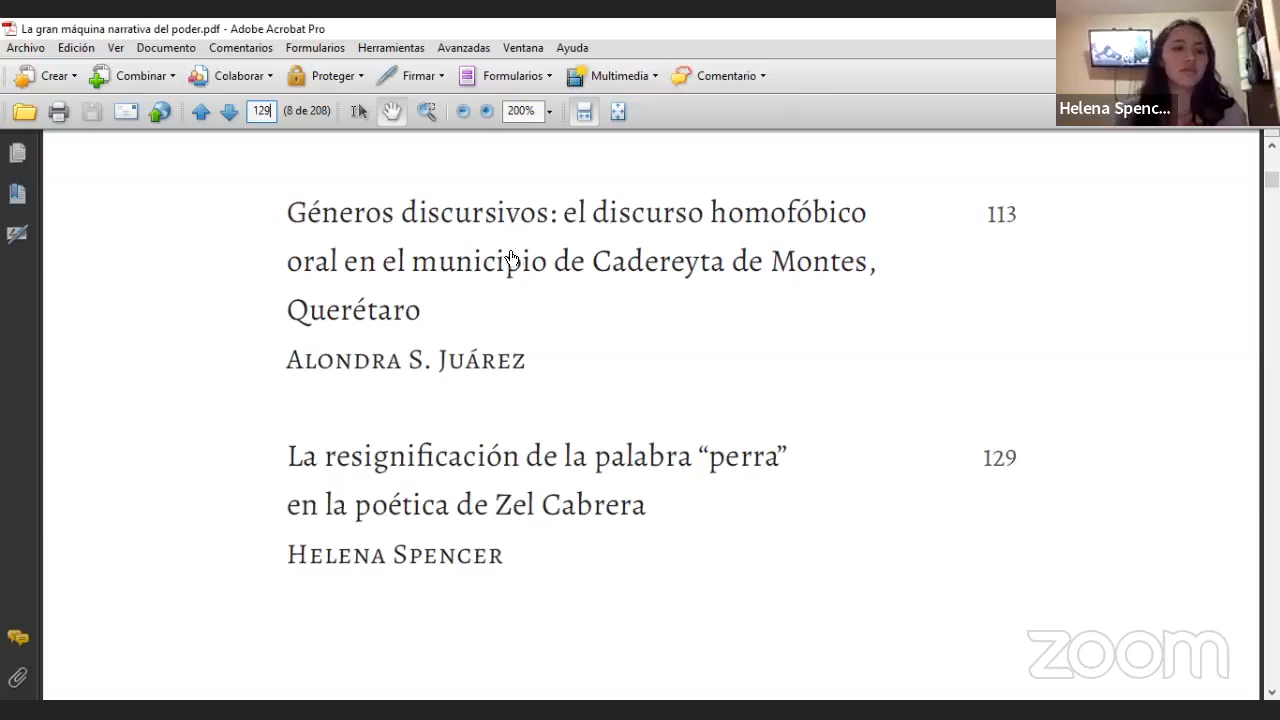 La gran máquina narrativa del poder.pdf - Adobe Acrobat Pro
Archivo Edición Ver Documento Comentarios Formularios Herramientas Avanzadas Ventana Ayuda
Crear Combinar Colaborar Proteger Firmar Formularios Multimedia Comentario
129 (8 de 208) 200%
Helena Spenc...
Géneros discursivos: el discurso homofóbico 113
oral en el municipio de Cadereyta de Montes,
Querétaro
Alondra S. Juárez
La resignificación de la palabra “perra” 129
en la poética de Zel Cabrera
Helena Spencer
zoom